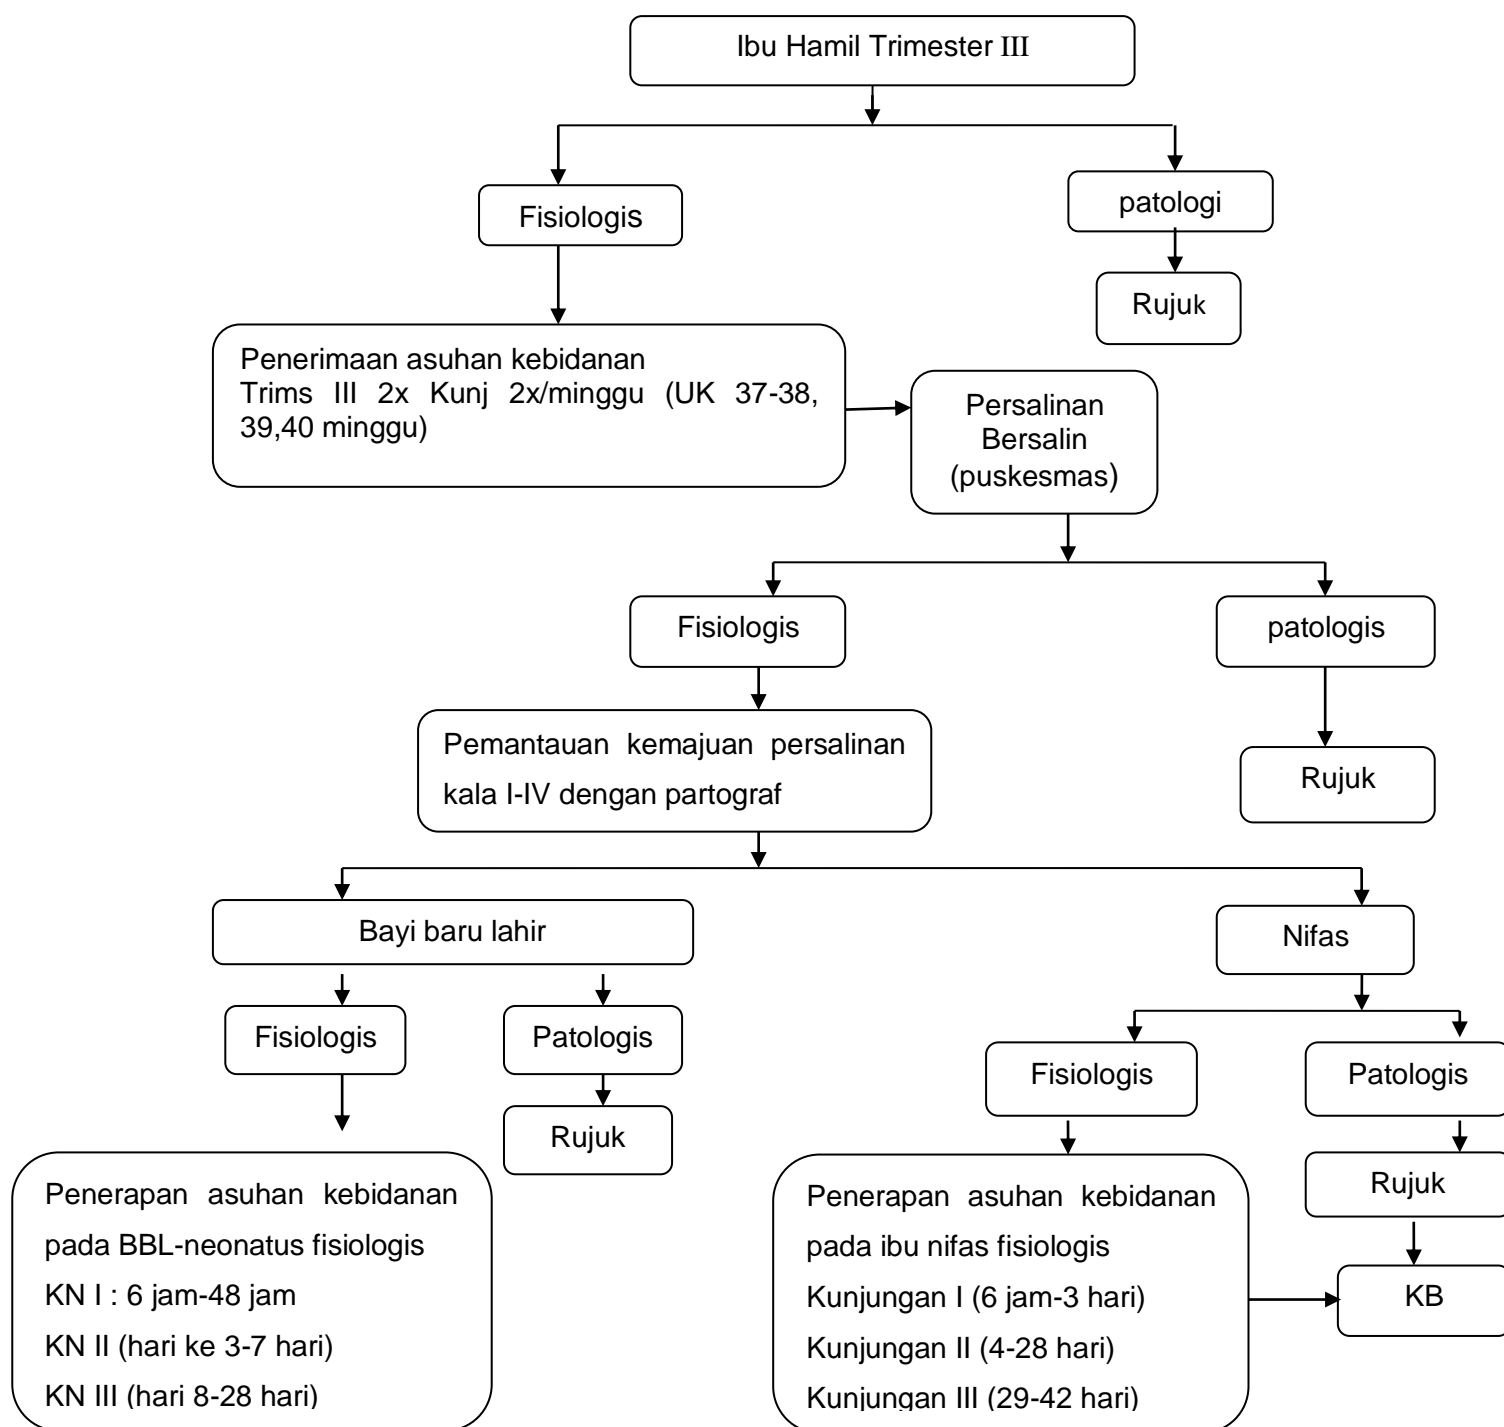 Ibu Hamil Trimester III
Fisiologis
patologi
Rujuk
Penerimaan asuhan kebidanan
Trims III 2x Kunj 2x/minggu (UK 37-38,
39,40 minggu)
Persalinan
Bersalin
(puskesmas)
Fisiologis
patologis
Pemantauan kemajuan persalinan
kala I-IV dengan partograf
Rujuk
Bayi baru lahir
Nifas
Fisiologis
Patologis
Rujuk
Fisiologis
Patologis
Rujuk
Penerapan asuhan kebidanan
pada BBL-neonatus fisiologis
KN I : 6 jam-48 jam
KN II (hari ke 3-7 hari)
KN III (hari 8-28 hari)
Penerapan asuhan kebidanan
pada ibu nifas fisiologis
Kunjungan I (6 jam-3 hari)
Kunjungan II (4-28 hari)
Kunjungan III (29-42 hari)
KB